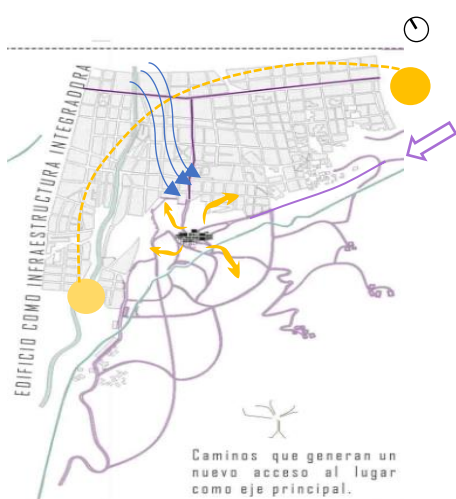 EDIFICIO COMO INFRAESTRUCTURA INTEGRADORA
Caminos que generan un
nuevo acceso al lugar
como eje principal.